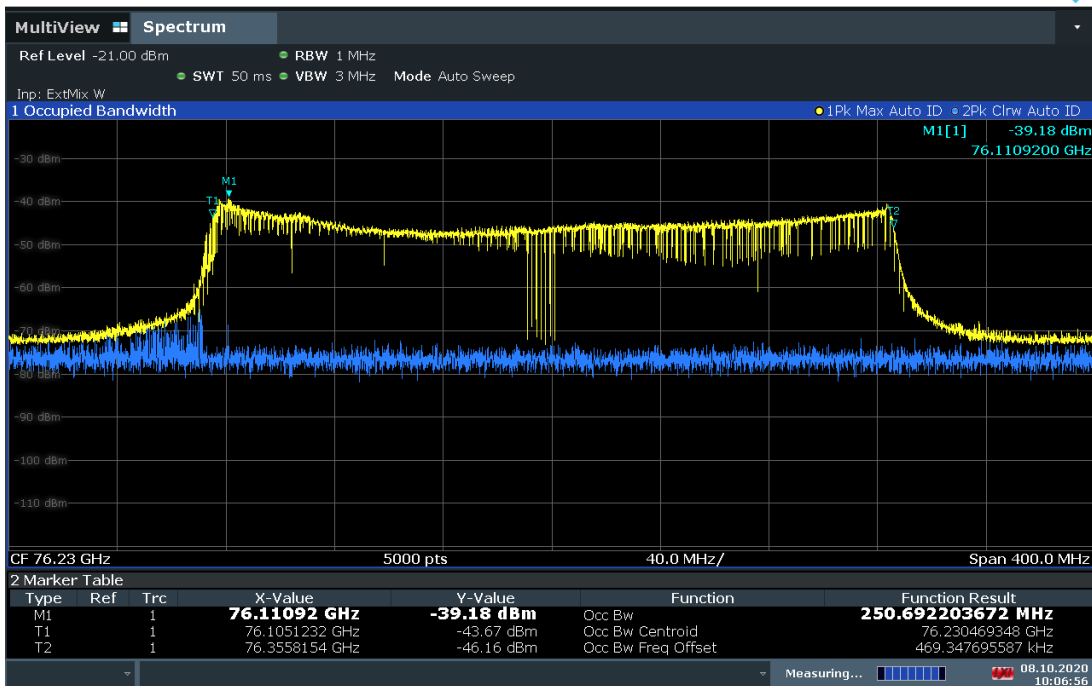 MultiView Spectrum
Ref Level -21.00 dBm RBW 1 MHz
SWT 50 ms VBW 3 MHz Mode Auto Sweep
Inp: ExtMix W
1 Occupied Bandwidth 1Pk Max Auto ID 2Pk Clrw Auto ID
M1[1] -39.18 dBm
76.1109200 GHz
-30 dBm
M1
-40 dBm
T1
T2
-50 dBm
-60 dBm
-70 dBm
-80 dBm
-90 dBm
-100 dBm
-110 dBm
CF 76.23 GHz 5000 pts 40.0 MHz/ Span 400.0 MHz
2 Marker Table
Type Ref Trc X-Value Y-Value Function Function Result
M1 1 76.11092 GHz -39.18 dBm Occ Bw 250.692203672 MHz
T1 1 76.1051232 GHz -43.67 dBm Occ Bw Centroid 76.230469348 GHz
T2 1 76.3558154 GHz -46.16 dBm Occ Bw Freq Offset 469.347695587 kHz
Measuring... 08.10.2020
10:06:56